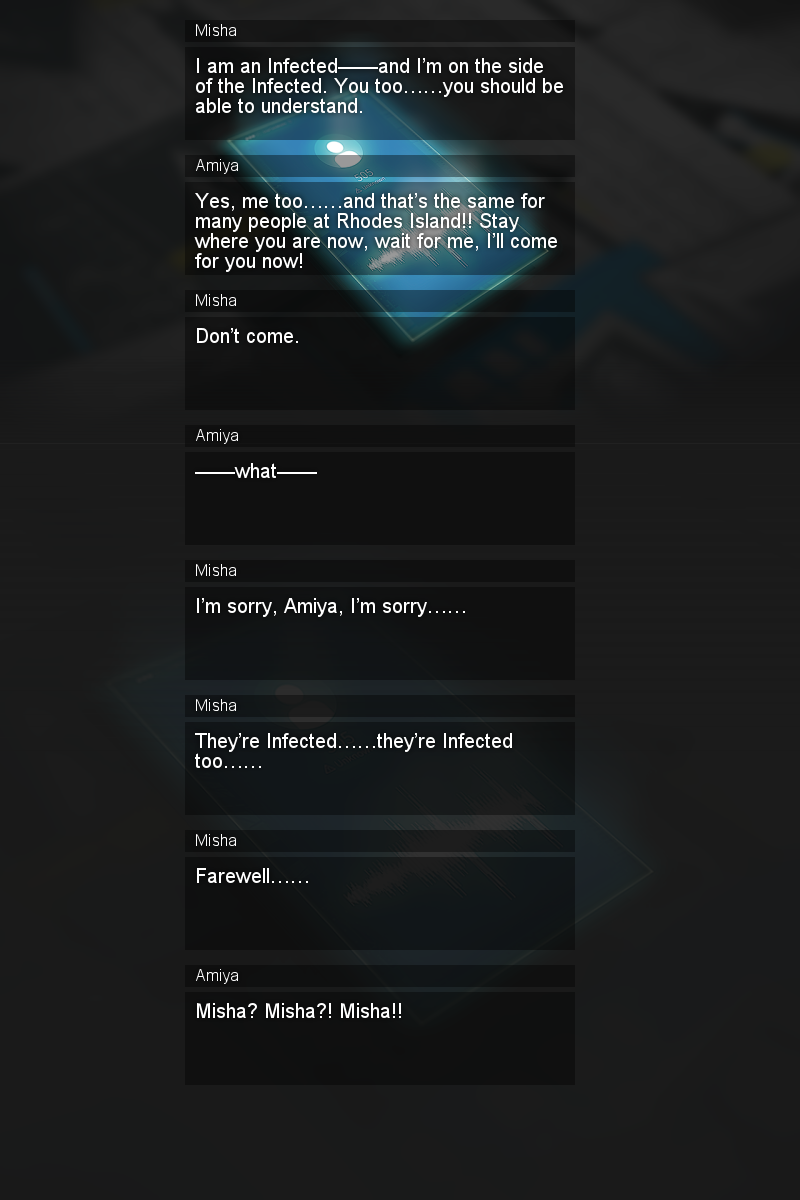 Misha
I am an Infected——and I'm on the side
of the Infected. You too……you should be
able to understand.
Amiya
Yes, me too……and that's the same for
many people at Rhodes Island!! Stay
where you are now, wait for me, I'll come
for you now!
Misha
Don't come.
Amiya
——what——
Misha
I'm sorry, Amiya, I'm sorry……
Misha
They're Infected……they're Infected
too……
Misha
Farewell……
Amiya
Misha? Misha?! Misha!!